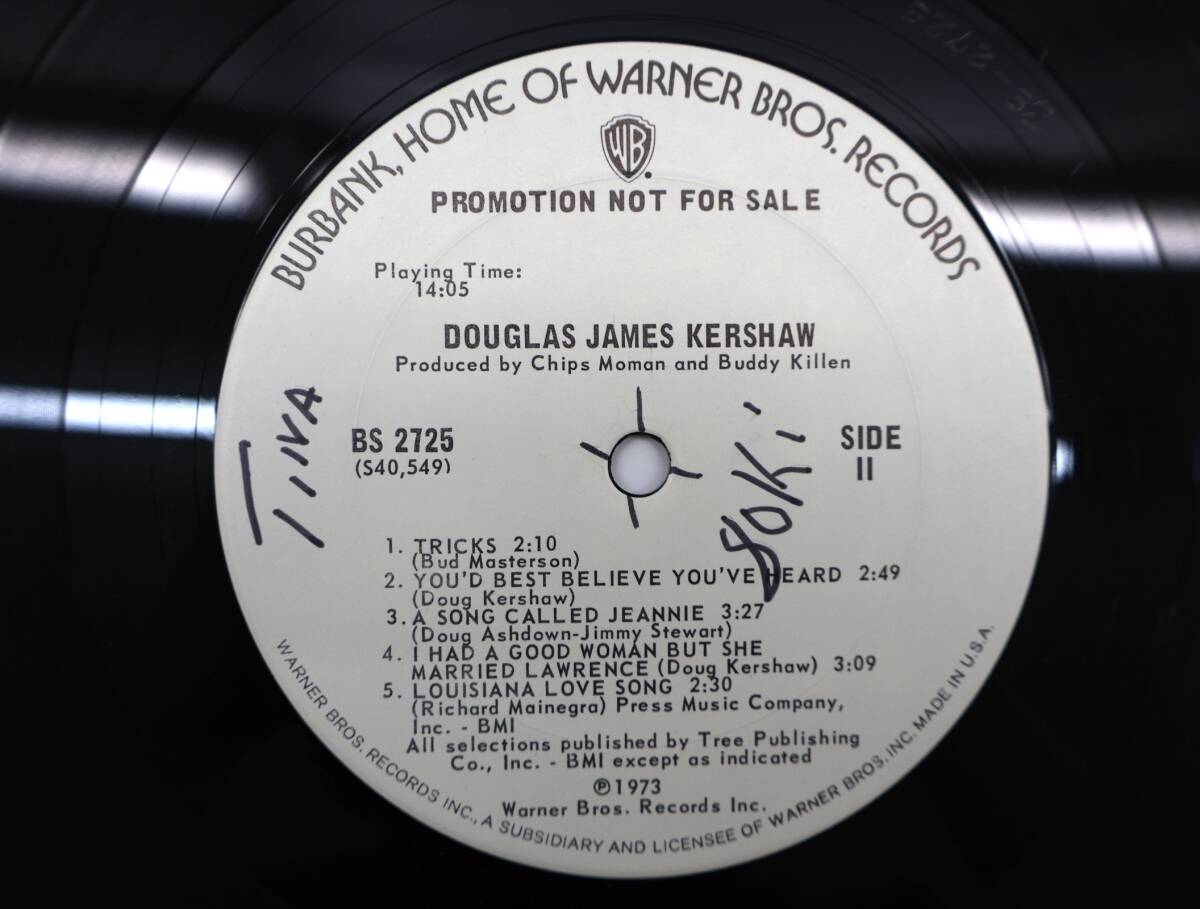 BURBANK, HOME OF WARNER BROS. RECORDS
WB
PROMOTION NOT FOR SALE
Playing Time:
14:05
DOUGLAS JAMES KERSHAW
Produced by Chips Moman and Buddy Killen
BS 2725
(S40,549)
SIDE
II
1. TRICKS 2:10
(Bud Masterson)
2. YOU'D BEST BELIEVE YOU'VE HEARD 2:49
(Doug Kershaw)
3. A SONG CALLED JEANNIE 3:27
(Doug Ashdown-Jimmy Stewart)
4. I HAD A GOOD WOMAN BUT SHE
MARRIED LAWRENCE (Doug Kershaw) 3:09
5. LOUISIANA LOVE SONG 2:30
(Richard Mainegra) Press Music Company,
Inc. - BMI
All selections published by Tree Publishing
Co., Inc. - BMI except as indicated
℗1973
Warner Bros. Records Inc.
WARNER BROS. RECORDS INC., A SUBSIDIARY AND LICENSEE OF WARNER BROS. INC. MADE IN U.S.A.